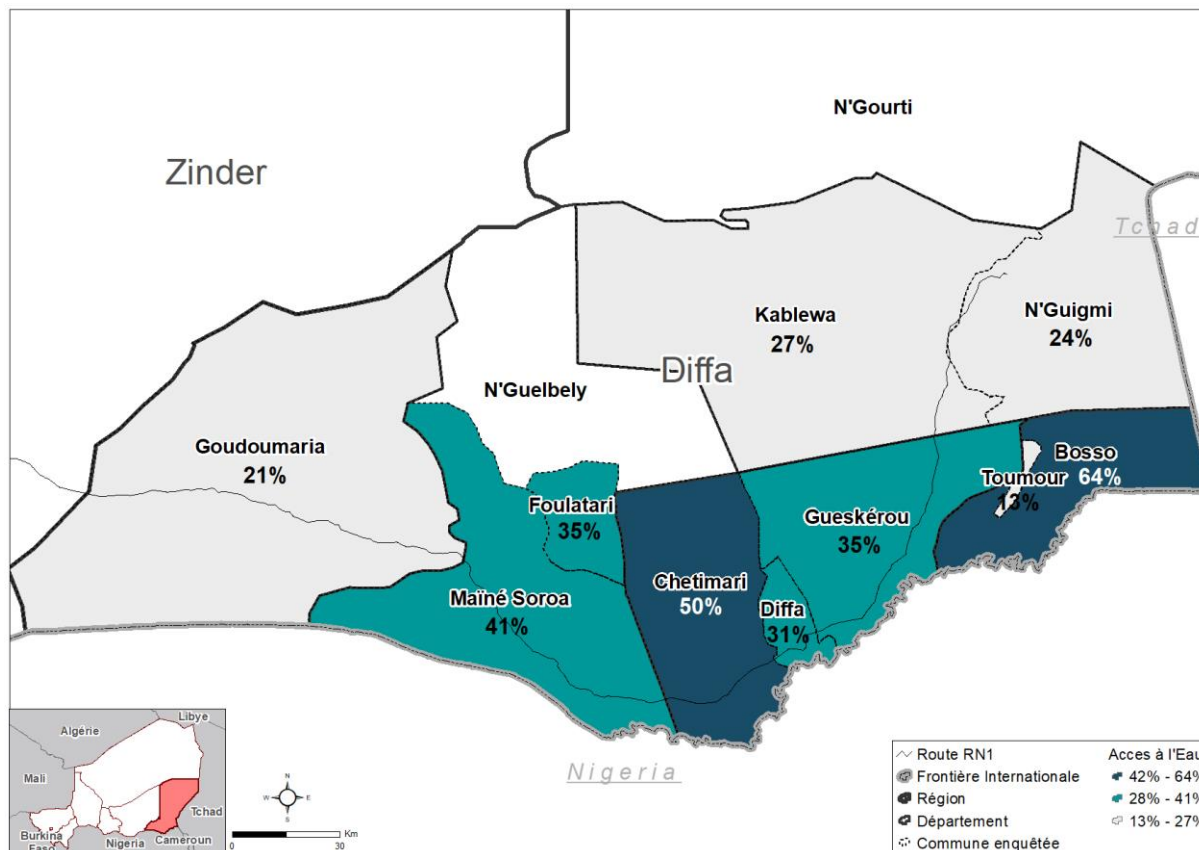 N'Gourti
Zinder
Tchad
Kablewa
27%
N'Guigmi
24%
Diffa
N'Guelbely
Goudoumaria
21%
Bosso
64%
Toumour
13%
Foulatari
35%
Gueskérou
35%
Chetimari
50%
Maïné Soroa
41%
Diffa
31%
Nigeria
Libye
Algérie
Mali
Tchad
Burkina
Faso
Nigeria
Cameroun
N
W
E
S
Km
0
30
Route RN1
Frontière Internationale
Région
Département
Commune enquêtée
Acces à l'Eau
42% - 64%
28% - 41%
13% - 27%